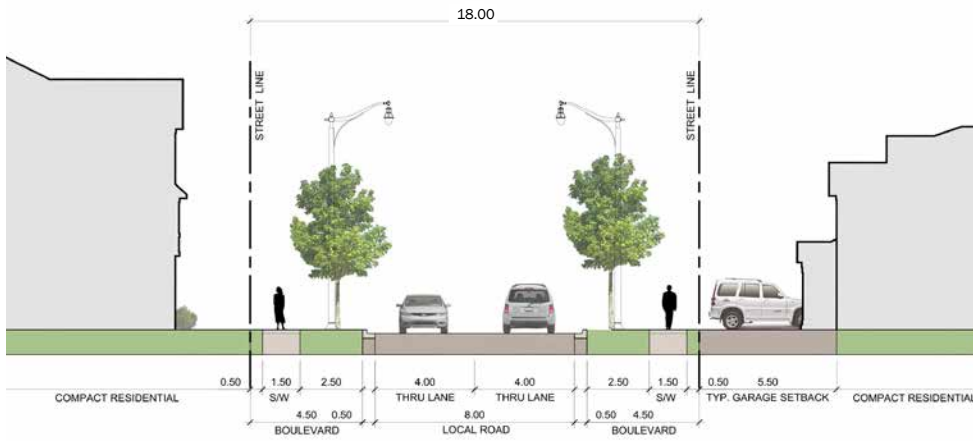 18.00
STREET LINE
STREET LINE
0.50 1.50 2.50 4.00 4.00 2.50 1.50 0.50 5.50
COMPACT RESIDENTIAL S/W THRU LANE THRU LANE S/W TYP. GARAGE SETBACK COMPACT RESIDENTIAL
4.50 0.50 8.00 0.50 4.50
BOULEVARD LOCAL ROAD BOULEVARD